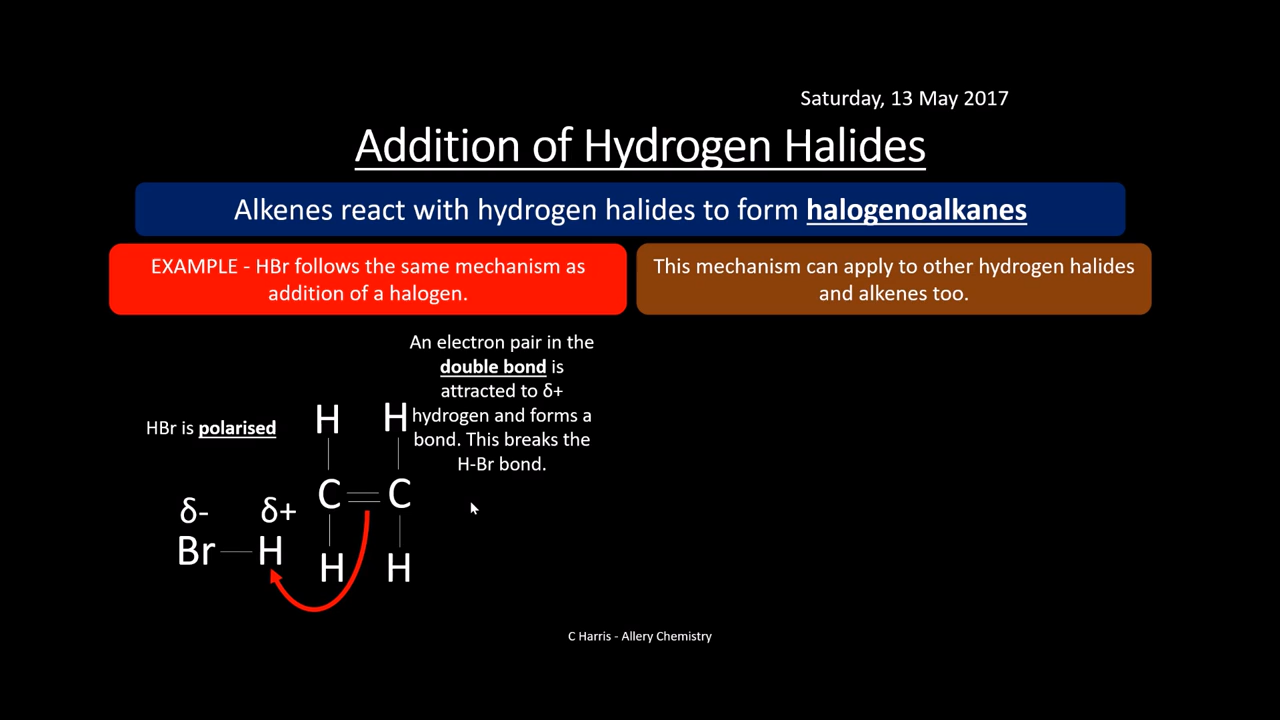 Saturday, 13 May 2017
Addition of Hydrogen Halides
Alkenes react with hydrogen halides to form halogenoalkanes
EXAMPLE - HBr follows the same mechanism as
addition of a halogen.
This mechanism can apply to other hydrogen halides
and alkenes too.
An electron pair in the
double bond is
attracted to δ+
hydrogen and forms a
bond. This breaks the
H-Br bond.
HBr is polarised
H H
C C
δ- δ+
Br H
H H
C Harris - Allery Chemistry